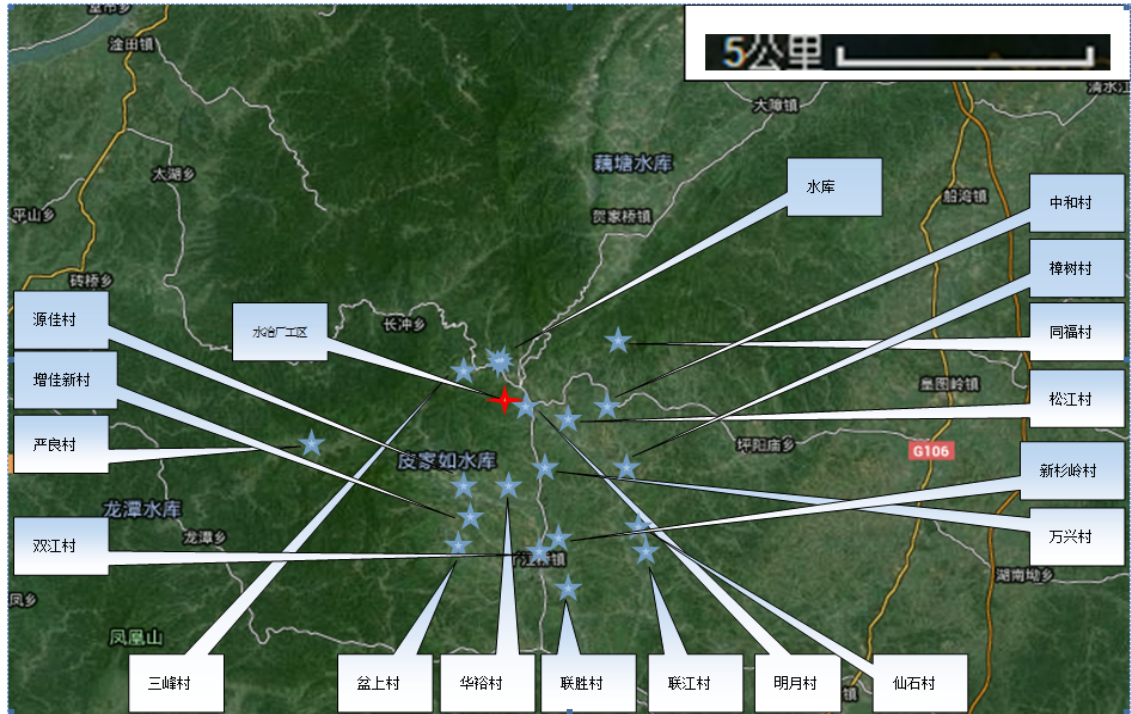 5公里
淦田镇
大障镇
太湖乡
藕塘水库
水库
平山乡
船湾镇
中和村
贺家桥镇
樟树村
砖桥乡
源佳村
水冶厂工区
长冲乡
同福村
增佳新村
皇图岭镇
松江村
严良村
皮家如水库
坪阳庙乡
G106
新杉岭村
龙潭水库
龙潭乡
双江村
万兴村
湖南坳乡
凤凰山
三峰村
盆上村
华裕村
联胜村
联江村
明月村
仙石村